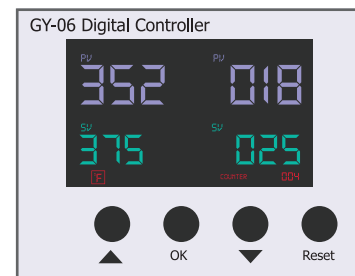 GY-06 Digital Controller
PV PV
352 018
SV SV
375 025
°F COUNTER 004
OK Reset